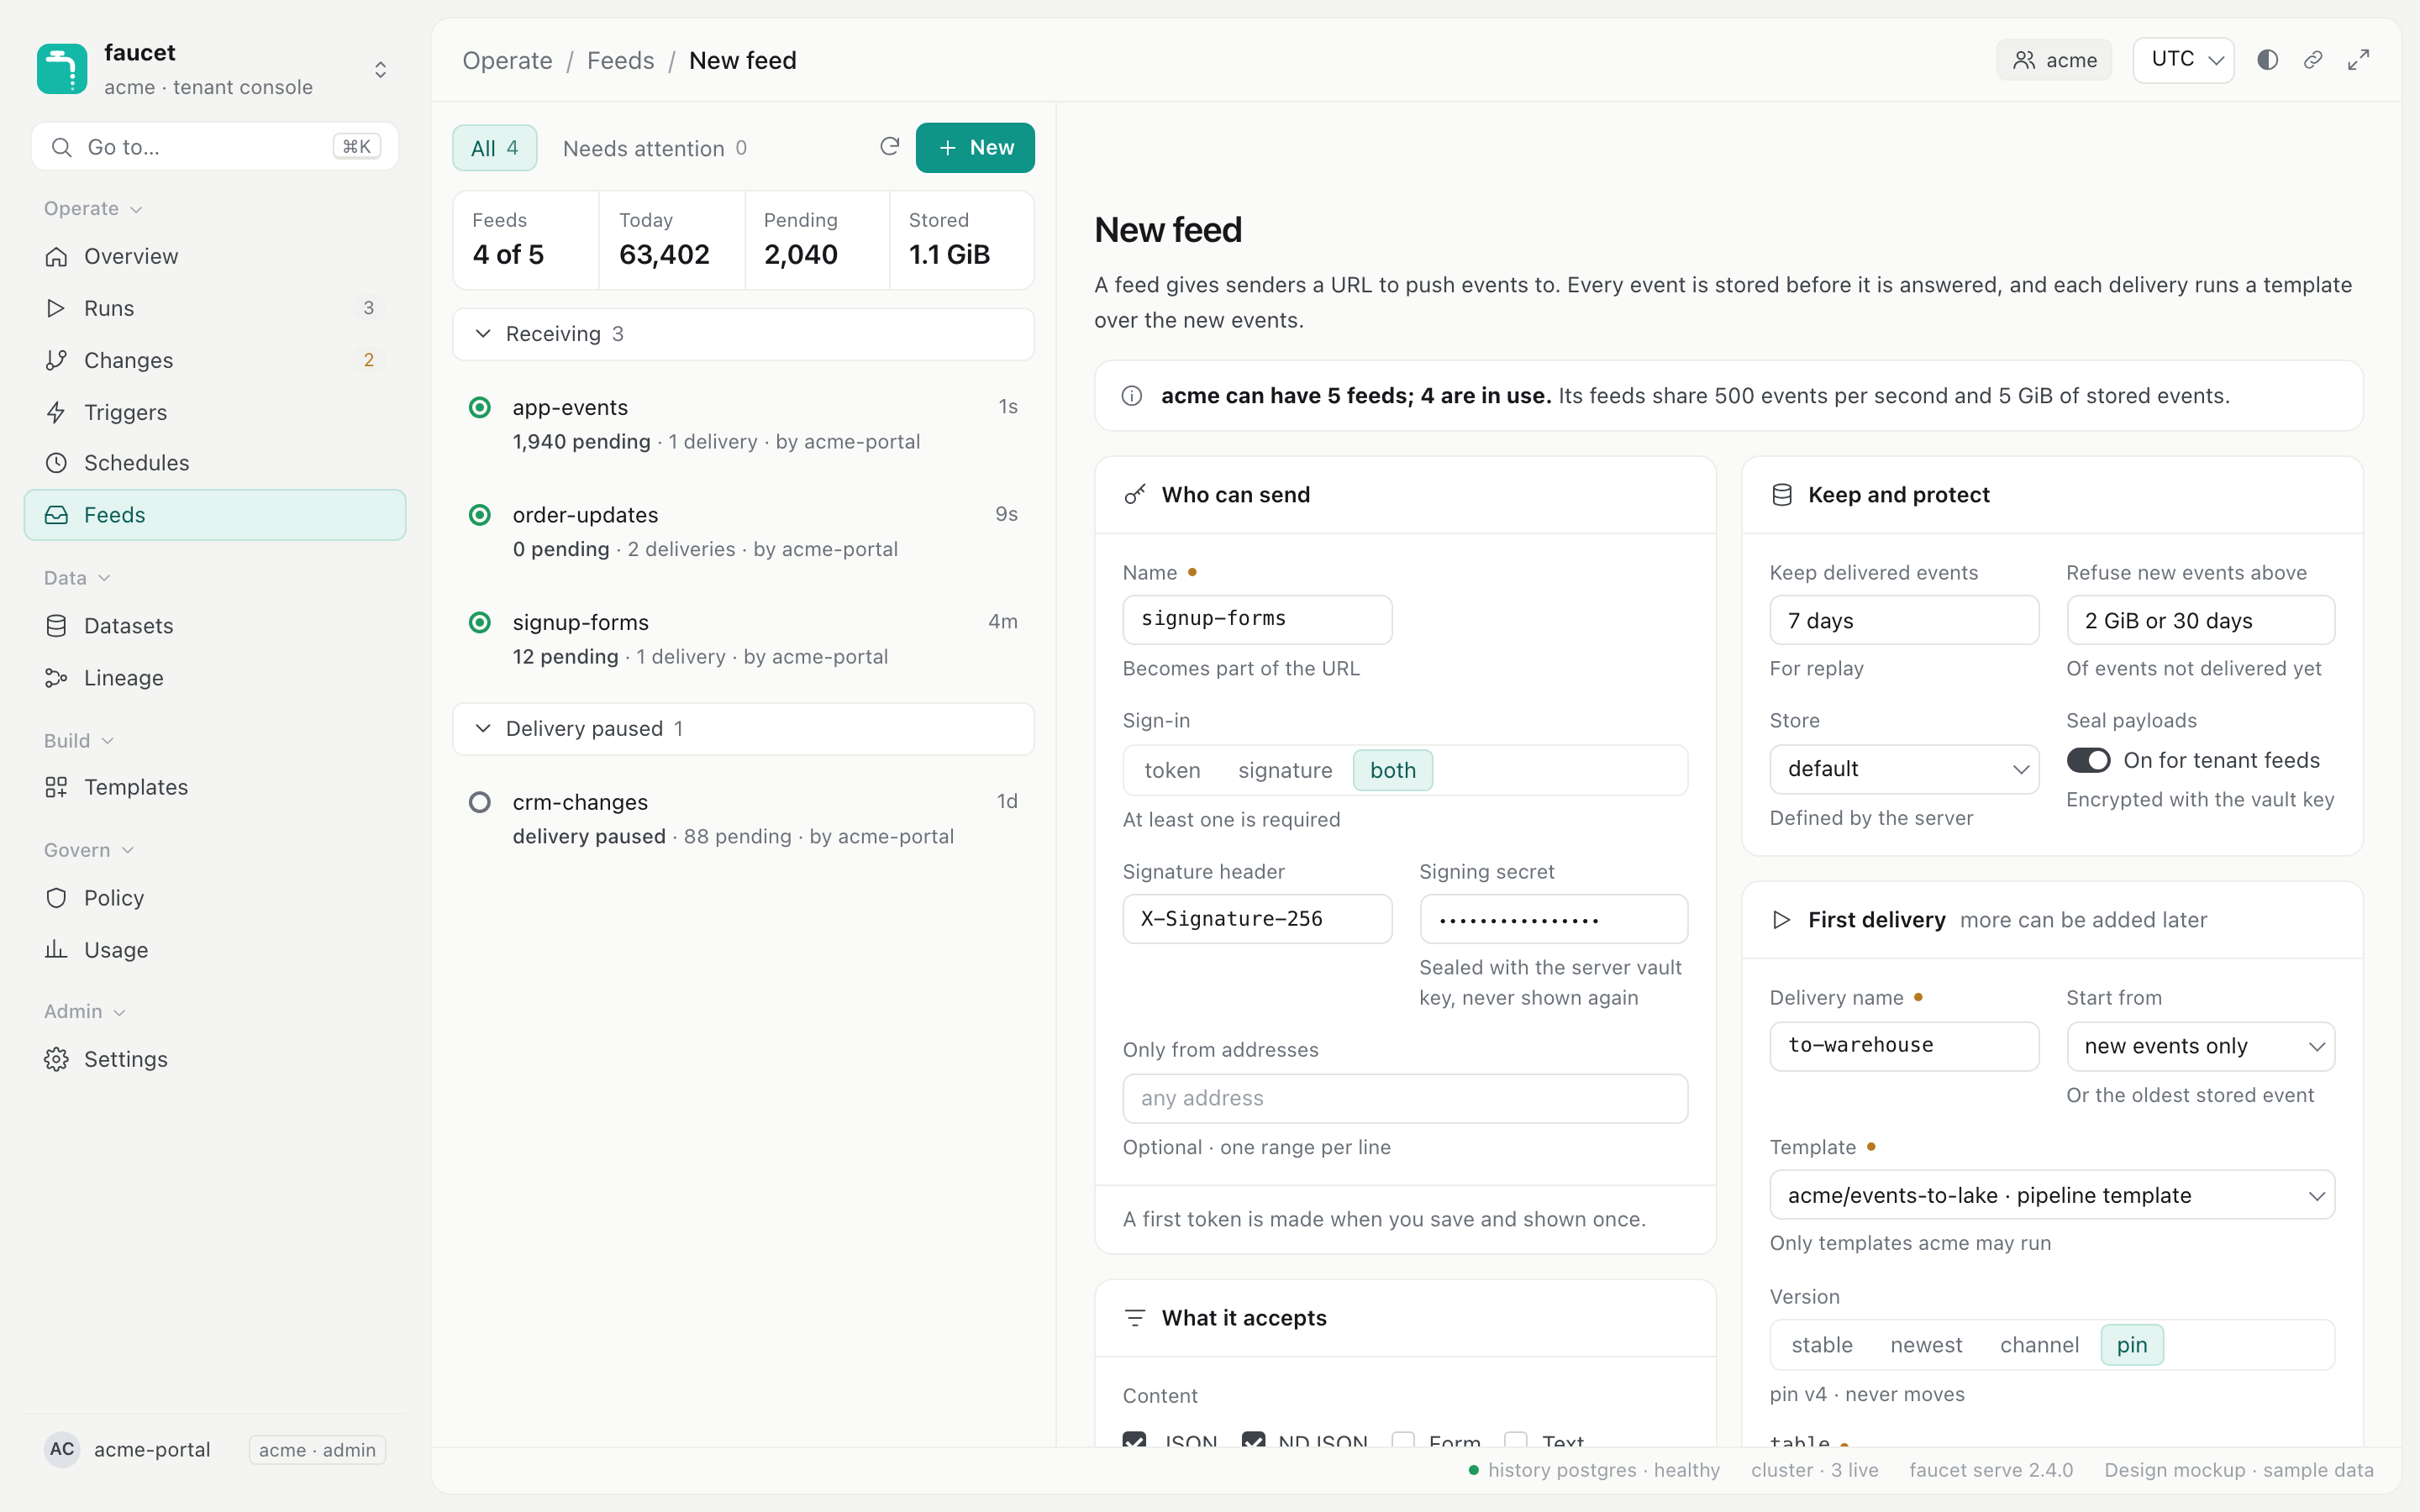 faucet
acme · tenant console
Go to...
⌘K
Operate
Overview
Runs 3
Changes 2
Triggers
Schedules
Feeds
Data
Datasets
Lineage
Build
Templates
Govern
Policy
Usage
Admin
Settings
AC acme-portal acme · admin
Operate / Feeds / New feed
acme
UTC
All 4
Needs attention 0
+ New
Feeds
4 of 5
Today
63,402
Pending
2,040
Stored
1.1 GiB
Receiving 3
app-events 1s
1,940 pending · 1 delivery · by acme-portal
order-updates 9s
0 pending · 2 deliveries · by acme-portal
signup-forms 4m
12 pending · 1 delivery · by acme-portal
Delivery paused 1
crm-changes 1d
delivery paused · 88 pending · by acme-portal
New feed
A feed gives senders a URL to push events to. Every event is stored before it is answered, and each delivery runs a template
over the new events.
acme can have 5 feeds; 4 are in use. Its feeds share 500 events per second and 5 GiB of stored events.
Who can send
Name
signup-forms
Becomes part of the URL
Sign-in
token signature both
At least one is required
Signature header
X-Signature-256
Signing secret
••••••••••••••••
Sealed with the server vault
key, never shown again
Only from addresses
any address
Optional · one range per line
A first token is made when you save and shown once.
What it accepts
Content
JSON NDJSON Form Text
Keep and protect
Keep delivered events
7 days
For replay
Refuse new events above
2 GiB or 30 days
Of events not delivered yet
Store
default
Defined by the server
Seal payloads
On for tenant feeds
Encrypted with the vault key
First delivery more can be added later
Delivery name
to-warehouse
Start from
new events only
Or the oldest stored event
Template
acme/events-to-lake · pipeline template
Only templates acme may run
Version
stable newest channel pin
pin v4 · never moves
table
history postgres · healthy
cluster · 3 live
faucet serve 2.4.0
Design mockup · sample data